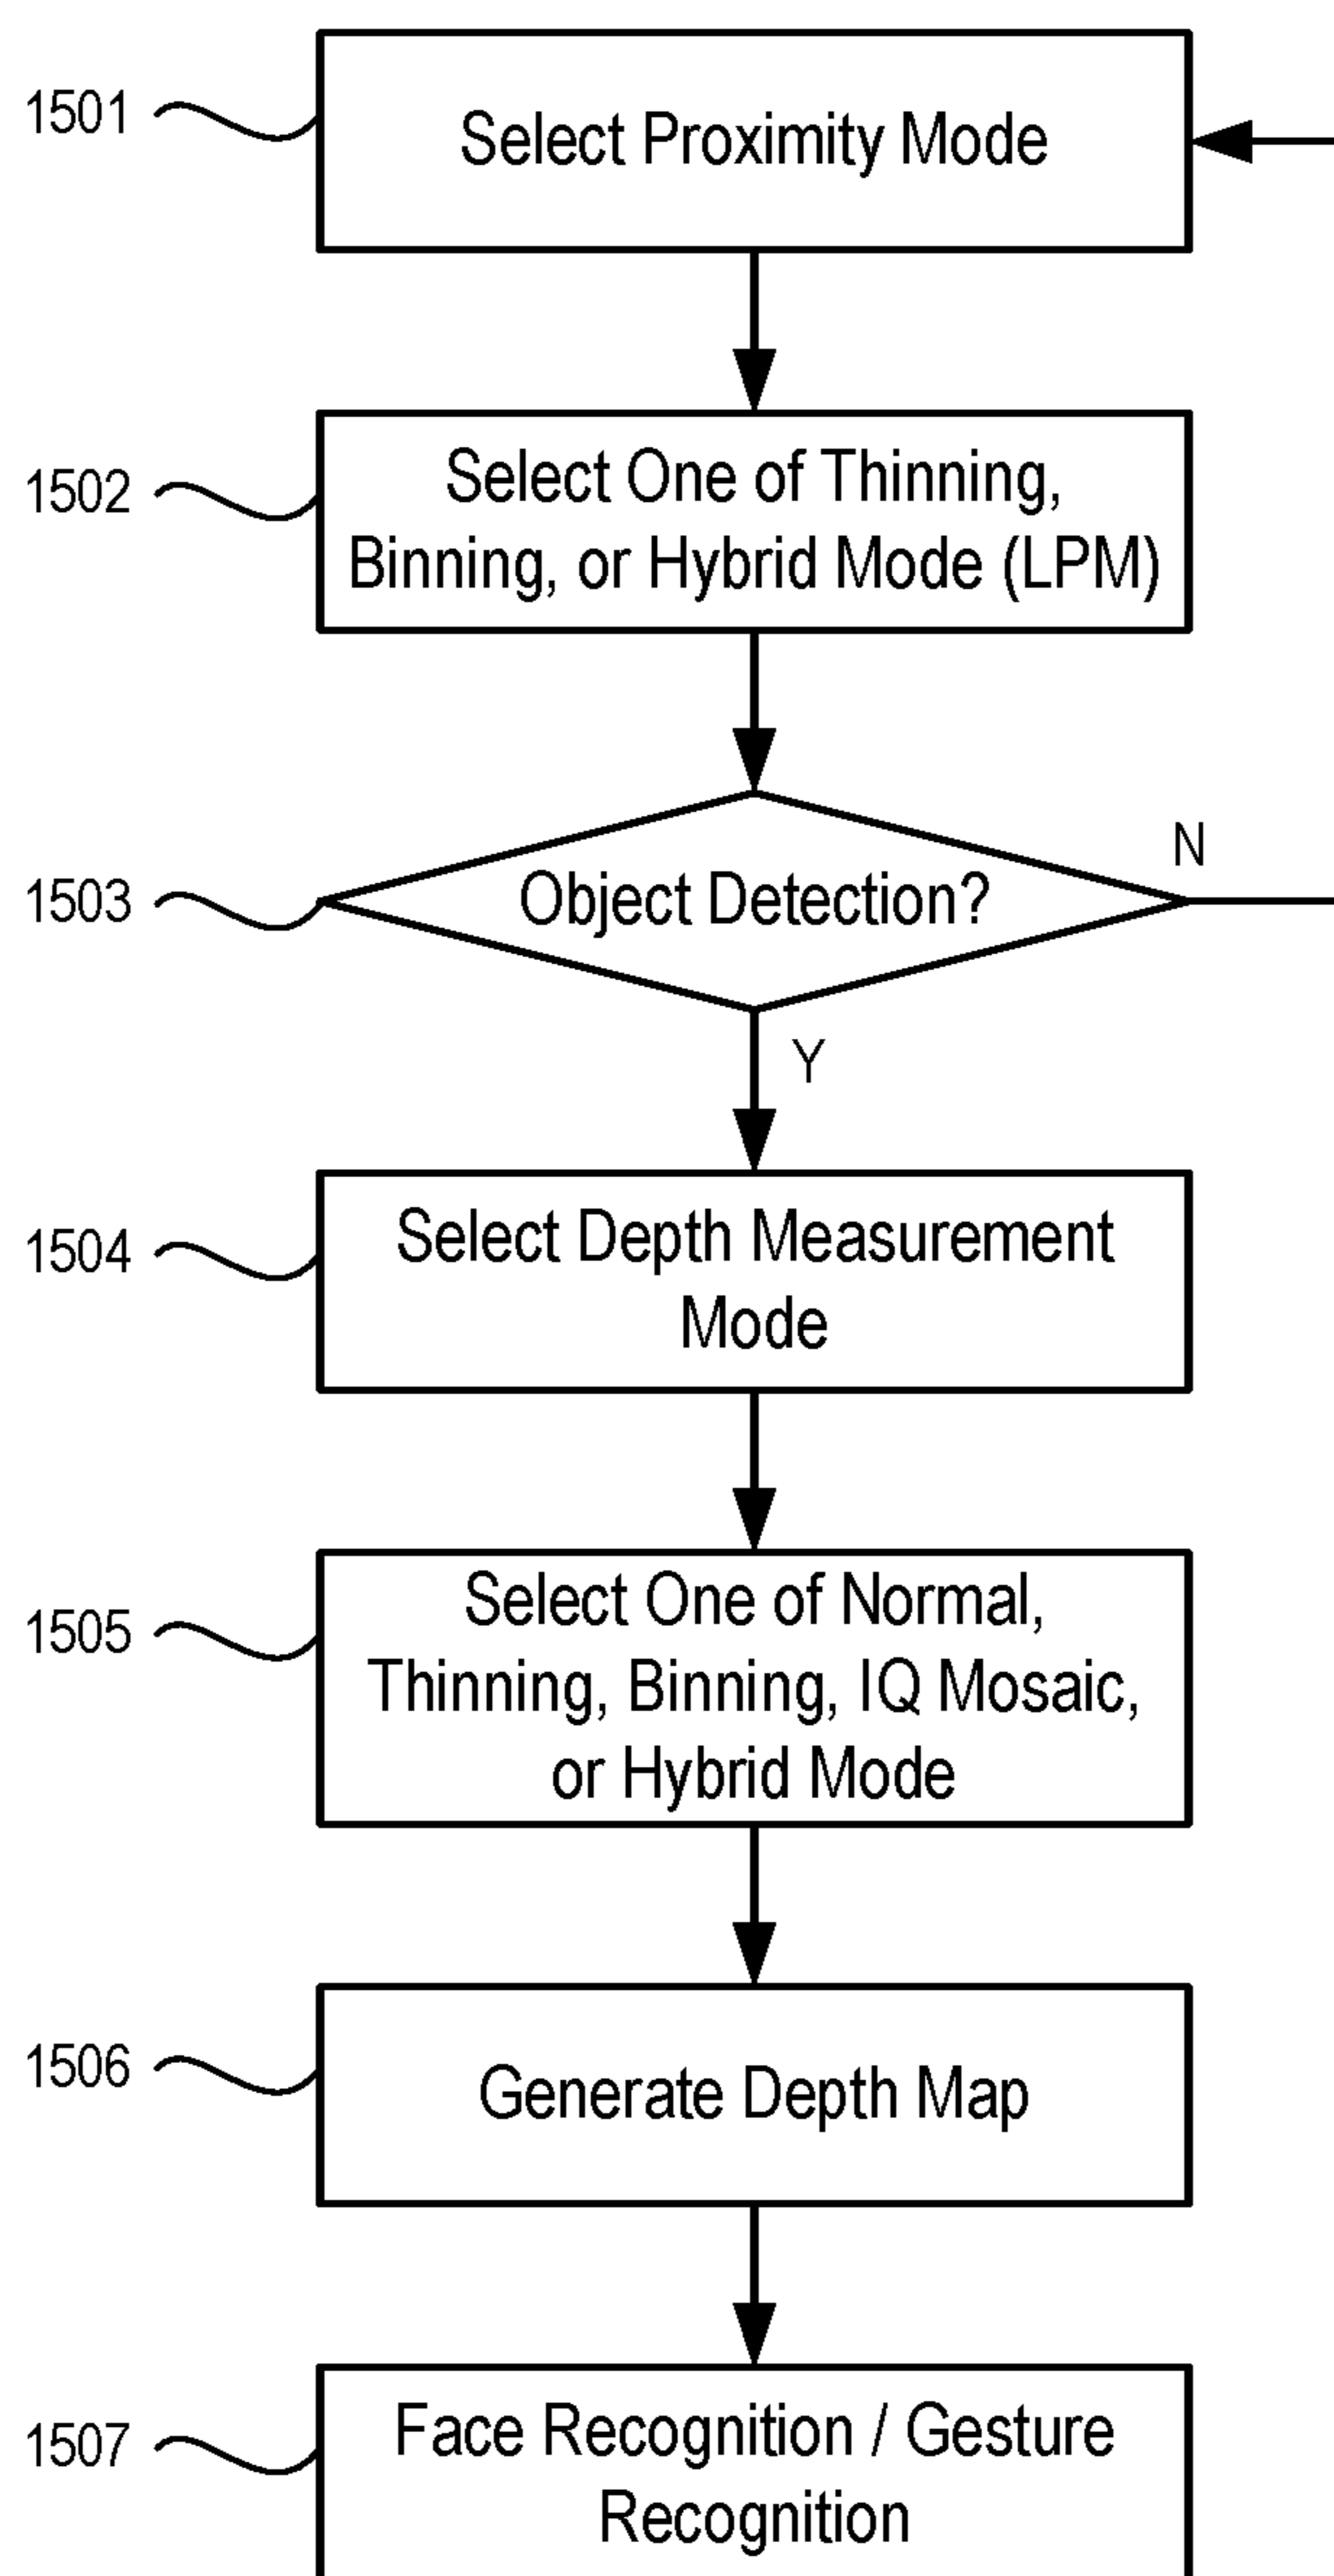 1501
Select Proximity Mode
1502
Select One of Thinning,
Binning, or Hybrid Mode (LPM)
1503
Object Detection?
N
Y
1504
Select Depth Measurement
Mode
1505
Select One of Normal,
Thinning, Binning, IQ Mosaic,
or Hybrid Mode
1506
Generate Depth Map
1507
Face Recognition / Gesture
Recognition